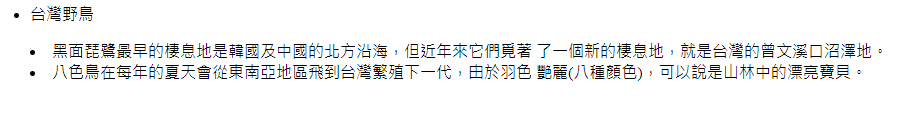 台灣野鳥
黑面琵鷺最早的棲息地是韓國及中國的北方沿海，但近年來它們覓著 了一個新的棲息地，就是台灣的曾文溪口沼澤地。
八色鳥在每年的夏天會從東南亞地區飛到台灣繁殖下一代，由於羽色 艷麗(八種顏色)，可以說是山林中的漂亮寶貝。